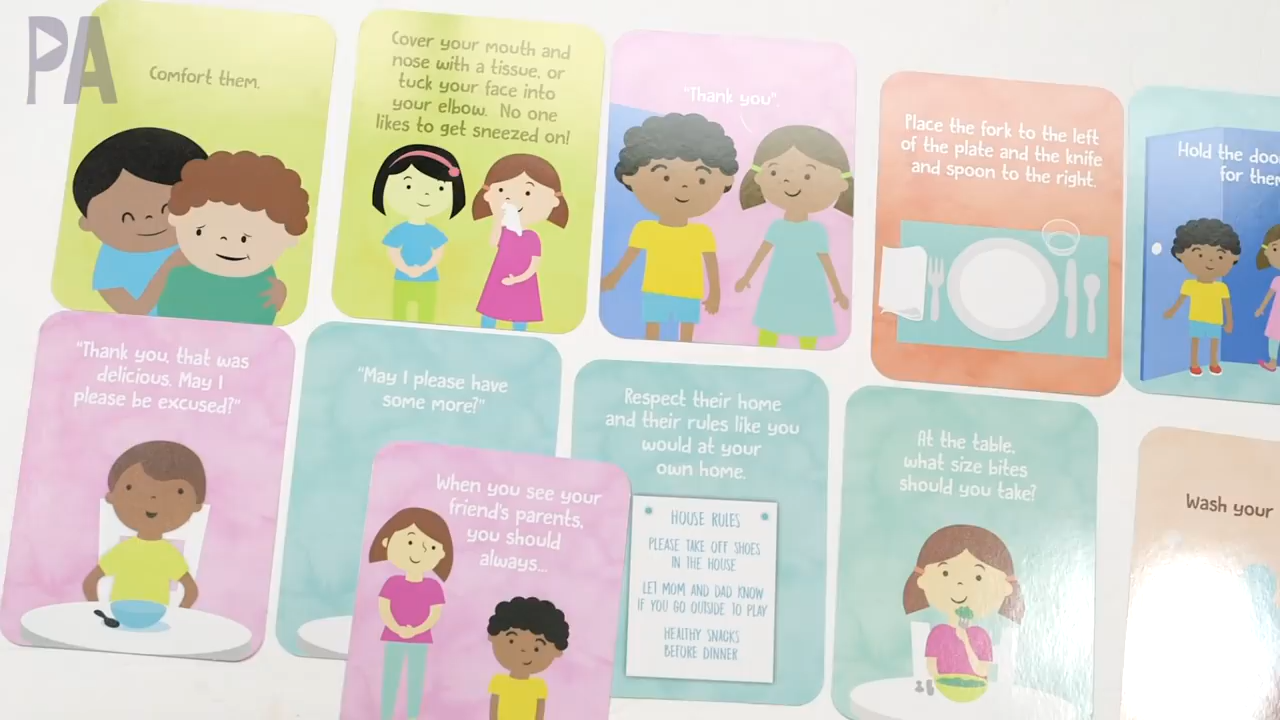 PA
Comfort them.
Cover your mouth and
nose with a tissue, or
tuck your face into
your elbow. No one
likes to get sneezed on!
"Thank you"
Place the fork to the left
of the plate and the knife
and spoon to the right.
Hold the
for
"Thank you, that was
delicious. May I
please be excused?"
"May I please have
some more?"
When you see your
friend's parents,
you should
always...
Respect their home
and their rules like you
would at your
own home.
HOUSE RULES
PLEASE TAKE OFF SHOES
IN THE HOUSE
LET MOM AND DAD KNOW
IF YOU GO OUTSIDE TO PLAY
HEALTHY SNACKS
BEFORE DINNER
At the table,
what size bites
should you take?
Wash your